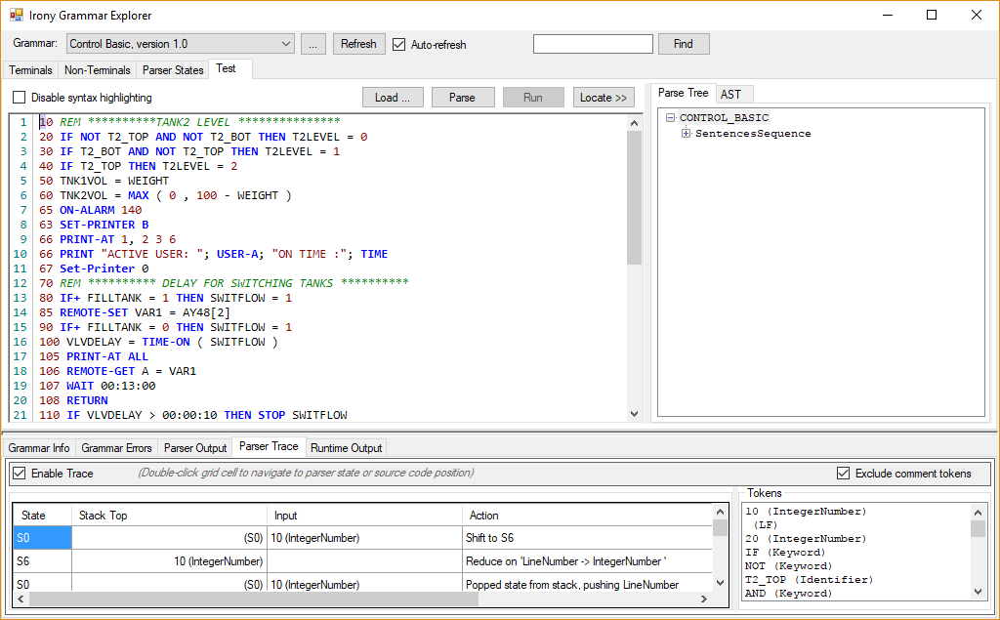 Irony Grammar Explorer
Grammar: Control Basic, version 1.0 ... Refresh Auto-refresh Find
Terminals Non-Terminals Parser States Test
Disable syntax highlighting Load ... Parse Run Locate >>
1 10 REM **********TANK2 LEVEL ***************
2 20 IF NOT T2_TOP AND NOT T2_BOT THEN T2LEVEL = 0
3 30 IF T2_BOT AND NOT T2_TOP THEN T2LEVEL = 1
4 40 IF T2_TOP THEN T2LEVEL = 2
5 50 TNK1VOL = WEIGHT
6 60 TNK2VOL = MAX ( 0 , 100 - WEIGHT )
7 65 ON-ALARM 140
8 63 SET-PRINTER B
9 66 PRINT-AT 1, 2 3 6
10 66 PRINT "ACTIVE USER: "; USER-A; "ON TIME :"; TIME
11 67 Set-Printer 0
12 70 REM ********** DELAY FOR SWITCHING TANKS **********
13 80 IF+ FILLTANK = 1 THEN SWITFLOW = 1
14 85 REMOTE-SET VAR1 = AY48[2]
15 90 IF+ FILLTANK = 0 THEN SWITFLOW = 1
16 100 VLVDELAY = TIME-ON ( SWITFLOW )
17 105 PRINT-AT ALL
18 106 REMOTE-GET A = VAR1
19 107 WAIT 00:13:00
20 108 RETURN
21 110 IF VLVDELAY > 00:00:10 THEN STOP SWITFLOW
Parse Tree AST
CONTROL_BASIC
SentencesSequence
Grammar Info Grammar Errors Parser Output Parser Trace Runtime Output
Enable Trace (Double-click grid cell to navigate to parser state or source code position) Exclude comment tokens
State Stack Top Input Action
S0 (S0) 10 (IntegerNumber) Shift to S6
S6 10 (IntegerNumber) Reduce on 'LineNumber -> IntegerNumber '
S0 (S0) 10 (IntegerNumber) Popped state from stack, pushing LineNumber
Tokens
10 (IntegerNumber)
(LF)
20 (IntegerNumber)
IF (Keyword)
NOT (Keyword)
T2_TOP (Identifier)
AND (Keyword)